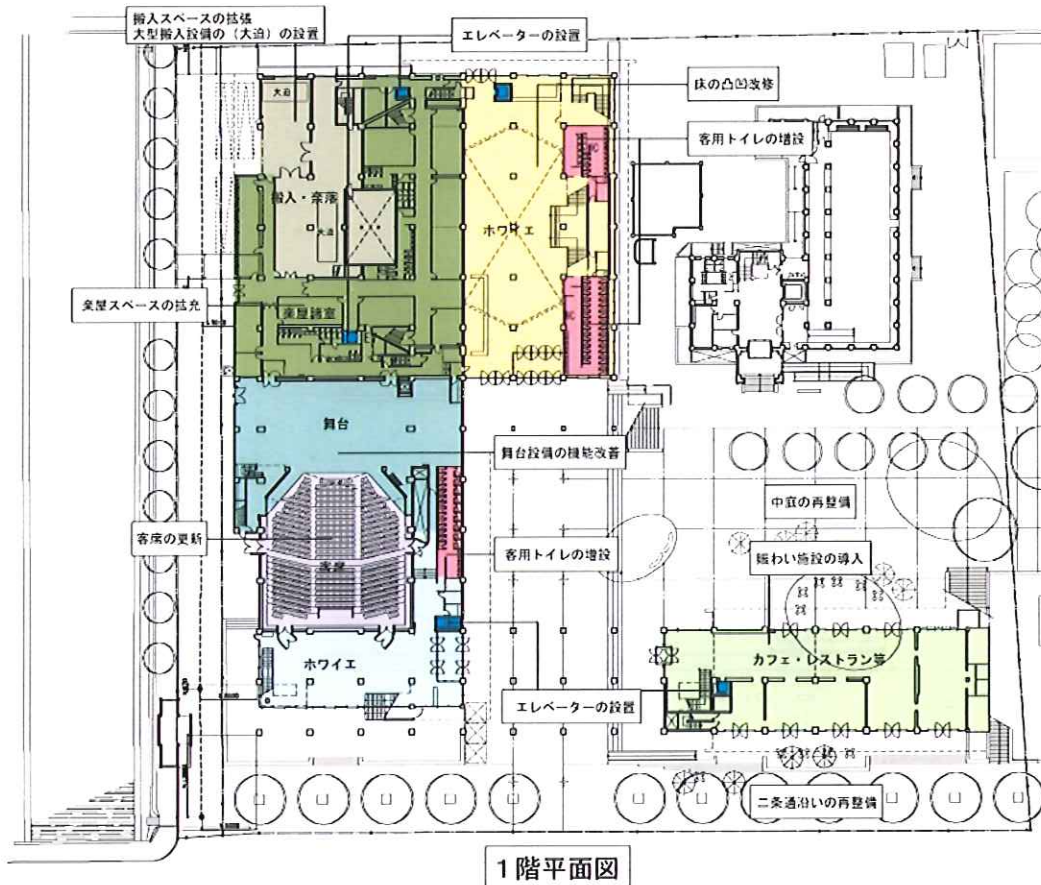 搬入スペースの拡張
大型搬入設備の(大迫)の設置
エレベーターの設置
床の凸凹改修
客用トイレの増設
大迫
搬入・奈落
大迫
ホワイエ
楽屋スペースの拡充
楽屋諸室
舞台
舞台設備の機能改善
中庭の再整備
客席の更新
客席
客用トイレの増設
賑わい施設の導入
ホワイエ
カフェ・レストラン等
エレベーターの設置
二条通沿いの再整備
1階平面図